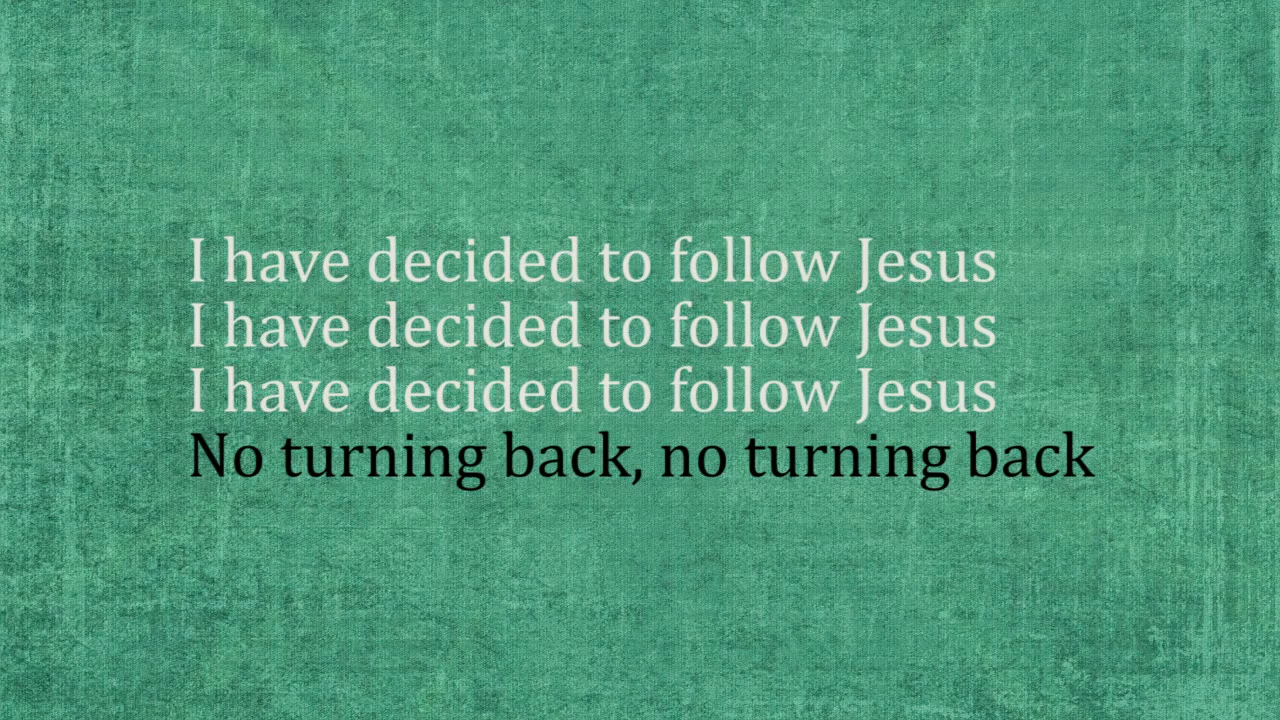 I have decided to follow Jesus
I have decided to follow Jesus
I have decided to follow Jesus
No turning back, no turning back